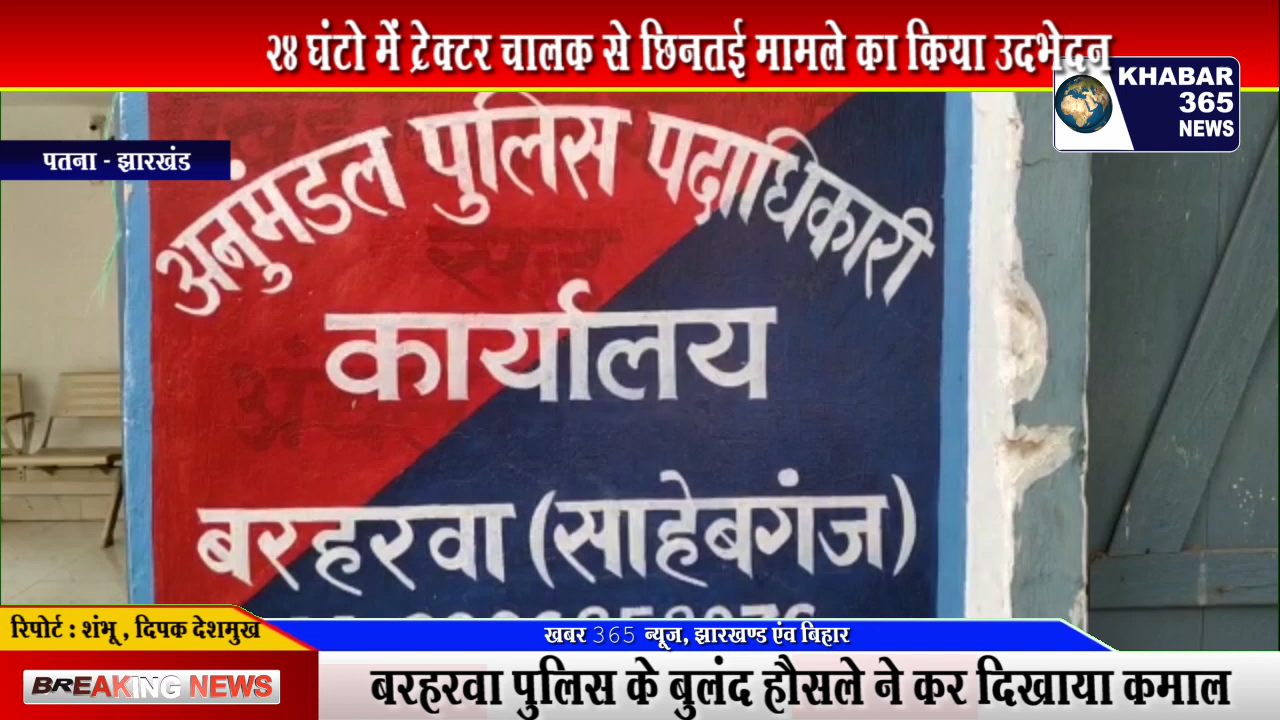 २४ घंटो में ट्रेक्टर चालक से छिनतई मामले का किया उदभेदन
KHABAR
365
NEWS
पतना - झारखंड
अनुंमडल पुलिस पदाधिकारी
कार्यालय
बरहरवा (साहेबगंज)
रिपोर्ट : शंभू , दिपक देशमुख
खबर 365 न्यूज, झारखण्ड एंव बिहार
BREAKING NEWS
बरहरवा पुलिस के बुलंद हौसले ने कर दिखाया कमाल